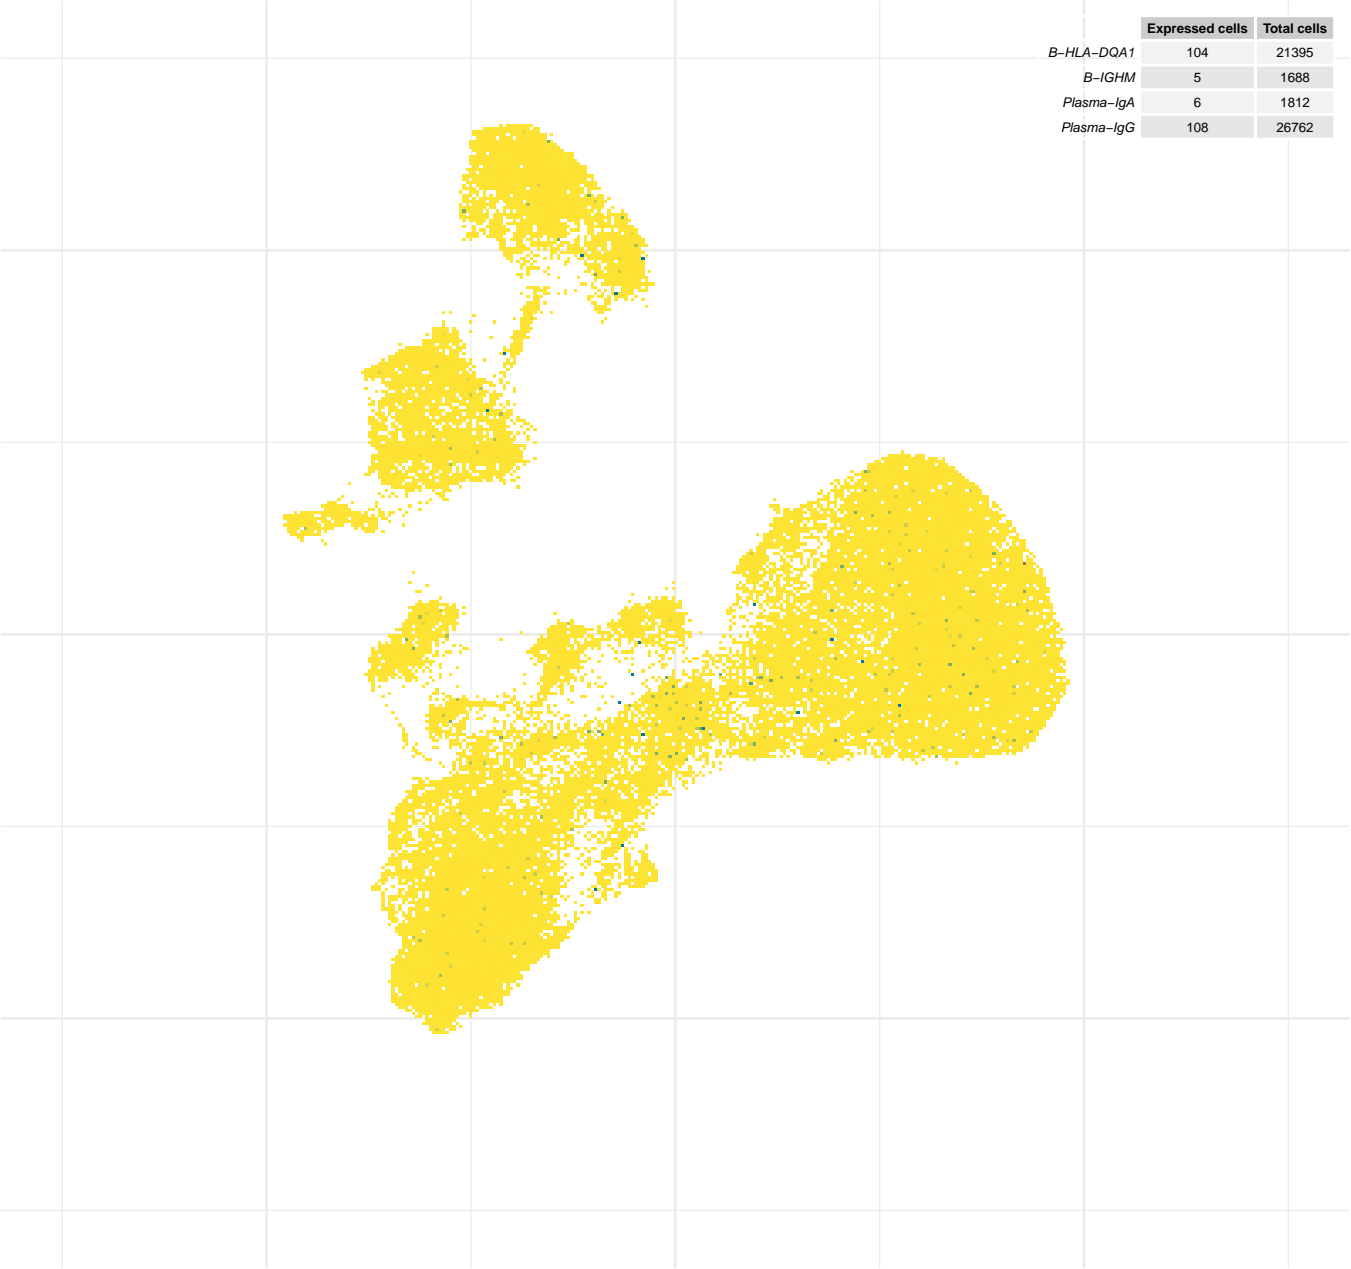 Expressed cells Total cells
B−HLA−DQA1 104 21395
B−IGHM 5 1688
Plasma−IgA 6 1812
Plasma−IgG 108 26762